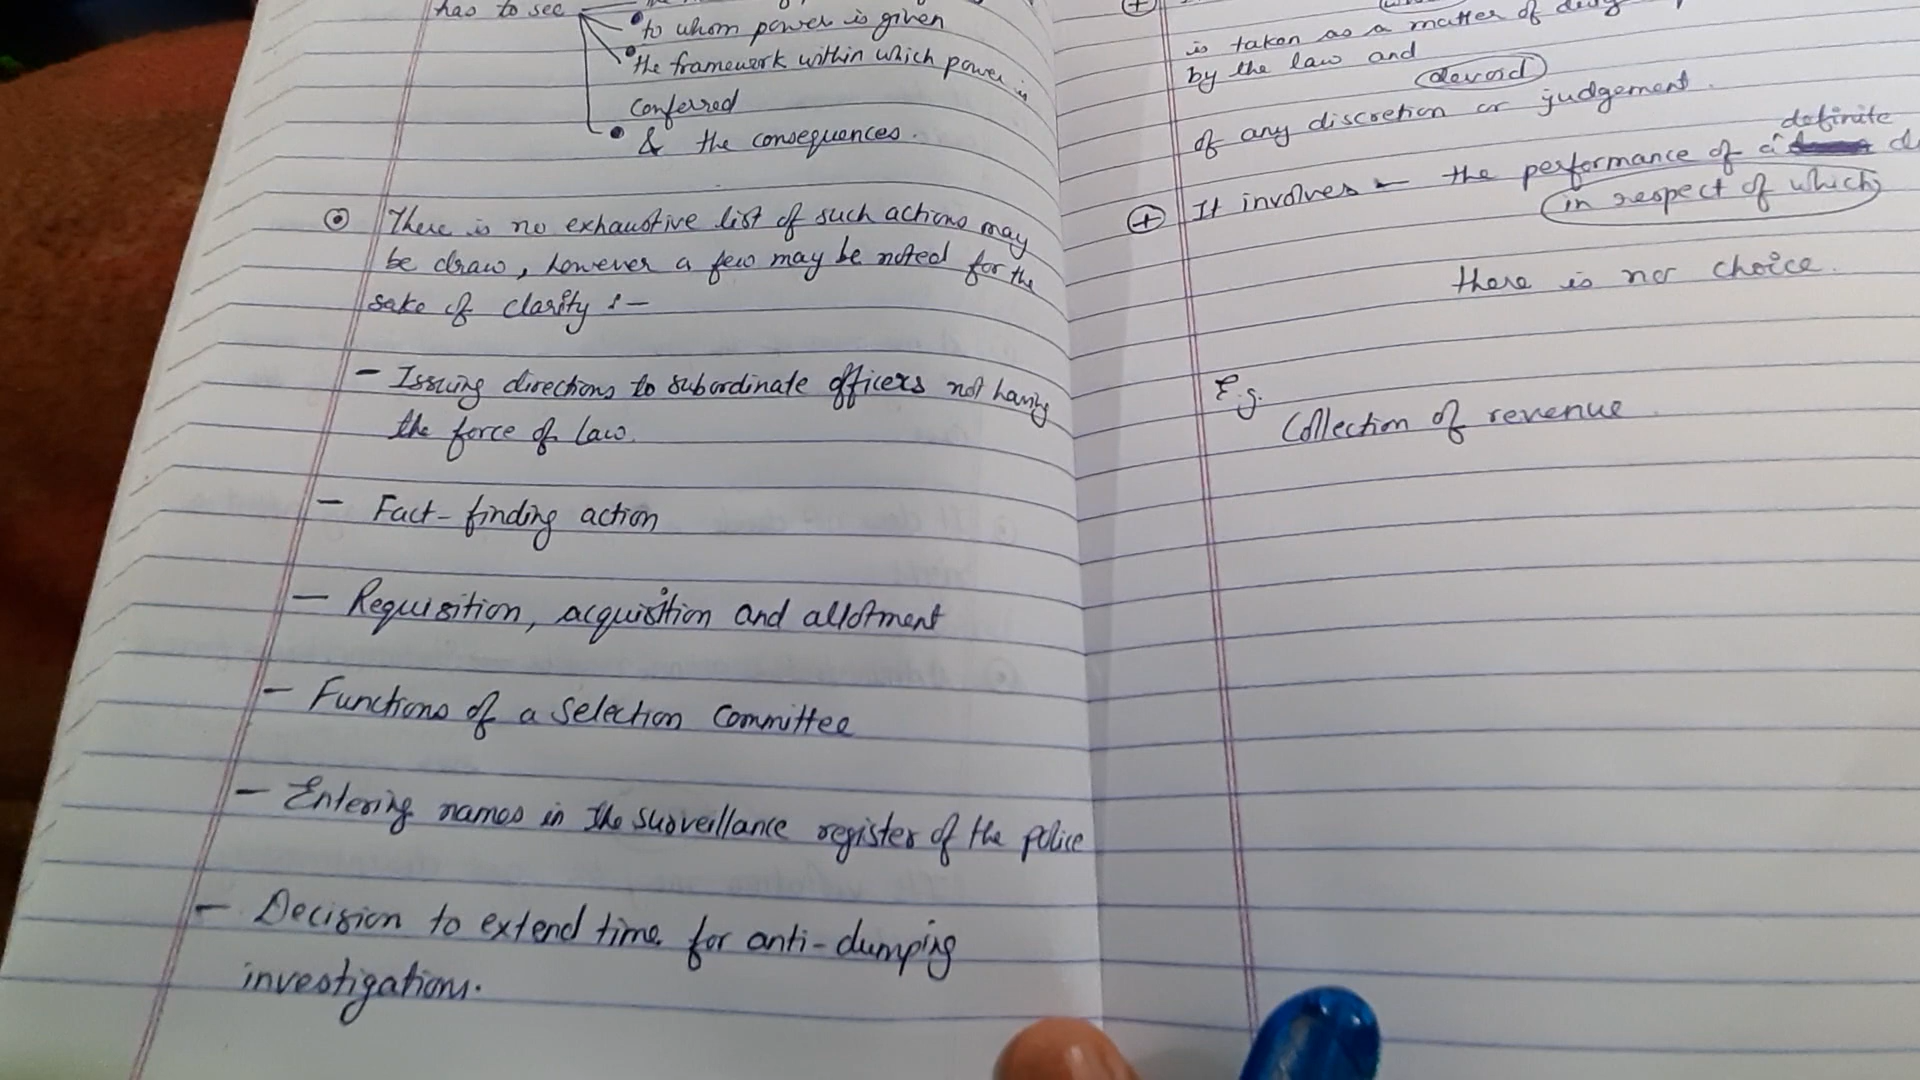 has to see
• to whom power is given
• the framework within which power is
conferred
• & the consequences.
There is no exhaustive list of such actions may
be draw, however a few may be noted for the
sake of clarity :-
- Issuing directions to subordinate officers not having
the force of law.
- Fact-finding action
- Requisition, acquisition and allotment
- Functions of a selection Committee
- Entering names in the surveillance register of the police
- Decision to extend time for anti-dumping
investigations.
is taken as a matter of
by the law and
devoid
of any discretion or judgement.
definite
It involves - the performance of a
in respect of which
there is no choice.
E.g.
Collection of revenue